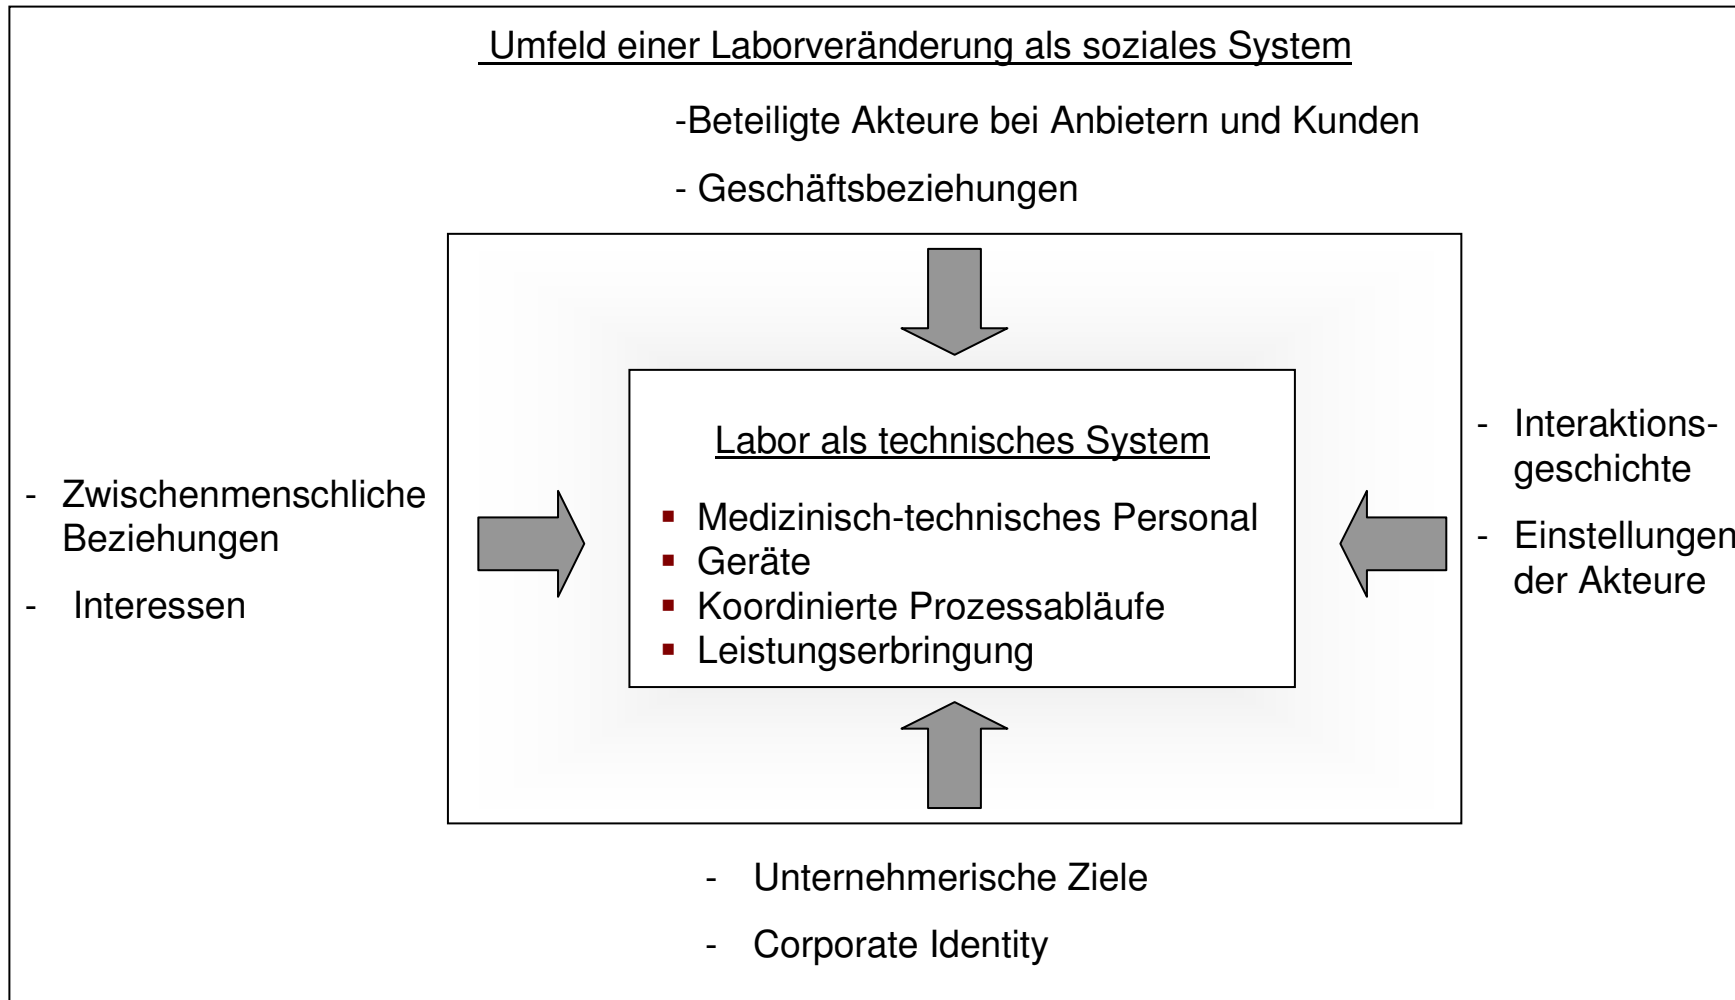 Umfeld einer Laborveränderung als soziales System
-Beteiligte Akteure bei Anbietern und Kunden
- Geschäftsbeziehungen
- Zwischenmenschliche
Beziehungen
- Interessen
Labor als technisches System
▪ Medizinisch-technisches Personal
▪ Geräte
▪ Koordinierte Prozessabläufe
▪ Leistungserbringung
- Interaktions-
geschichte
- Einstellungen
der Akteure
- Unternehmerische Ziele
- Corporate Identity